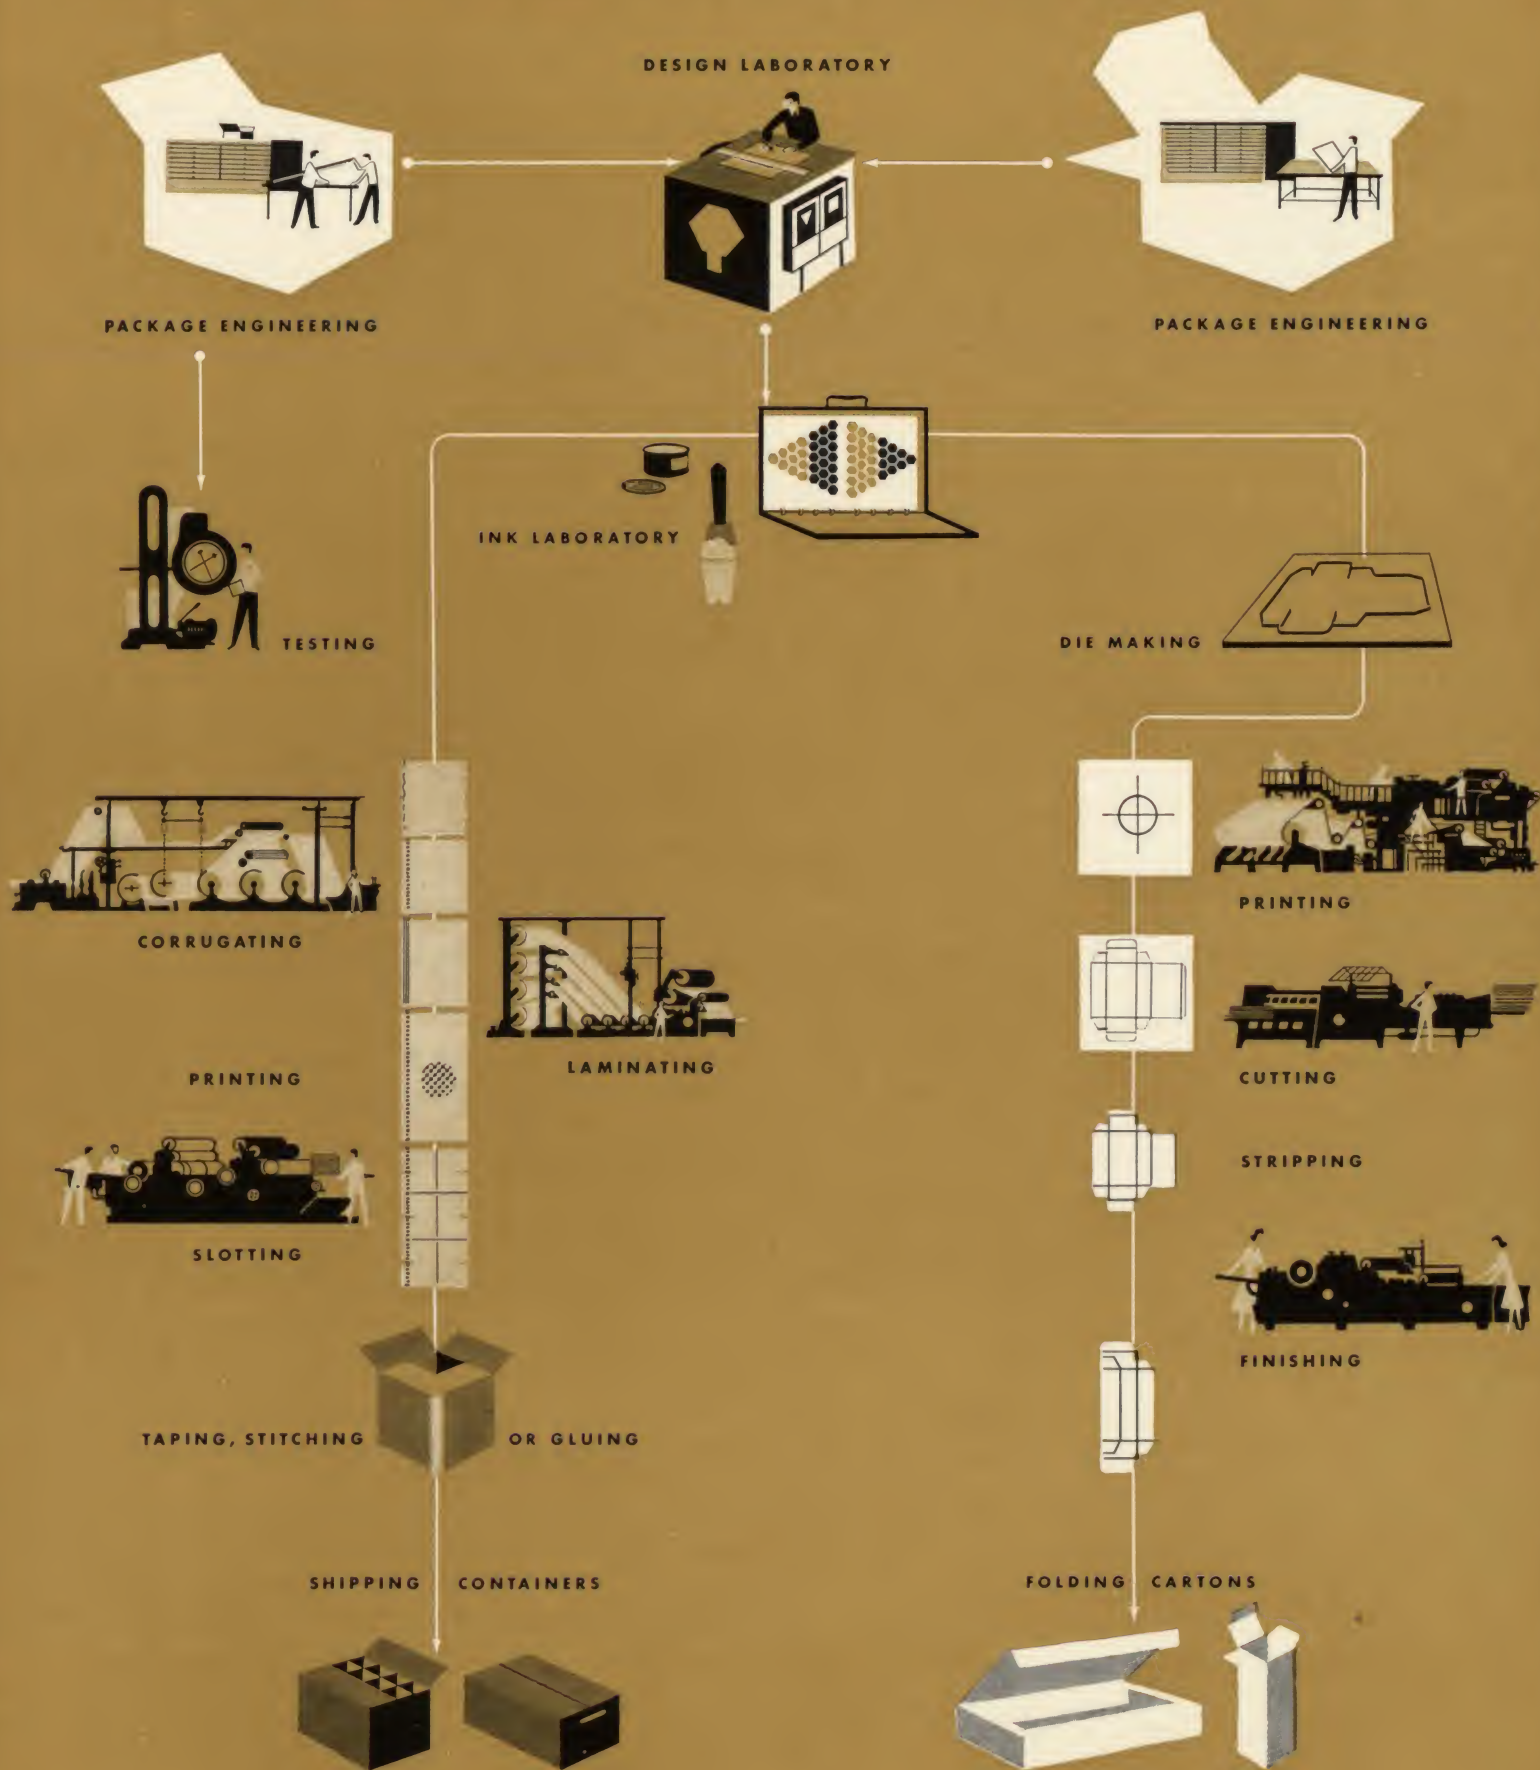 DESIGN LABORATORY
PACKAGE ENGINEERING
PACKAGE ENGINEERING
INK LABORATORY
TESTING
DIE MAKING
PRINTING
CORRUGATING
LAMINATING
CUTTING
PRINTING
STRIPPING
SLOTTING
FINISHING
TAPING, STITCHING OR GLUING
SHIPPING CONTAINERS
FOLDING CARTONS